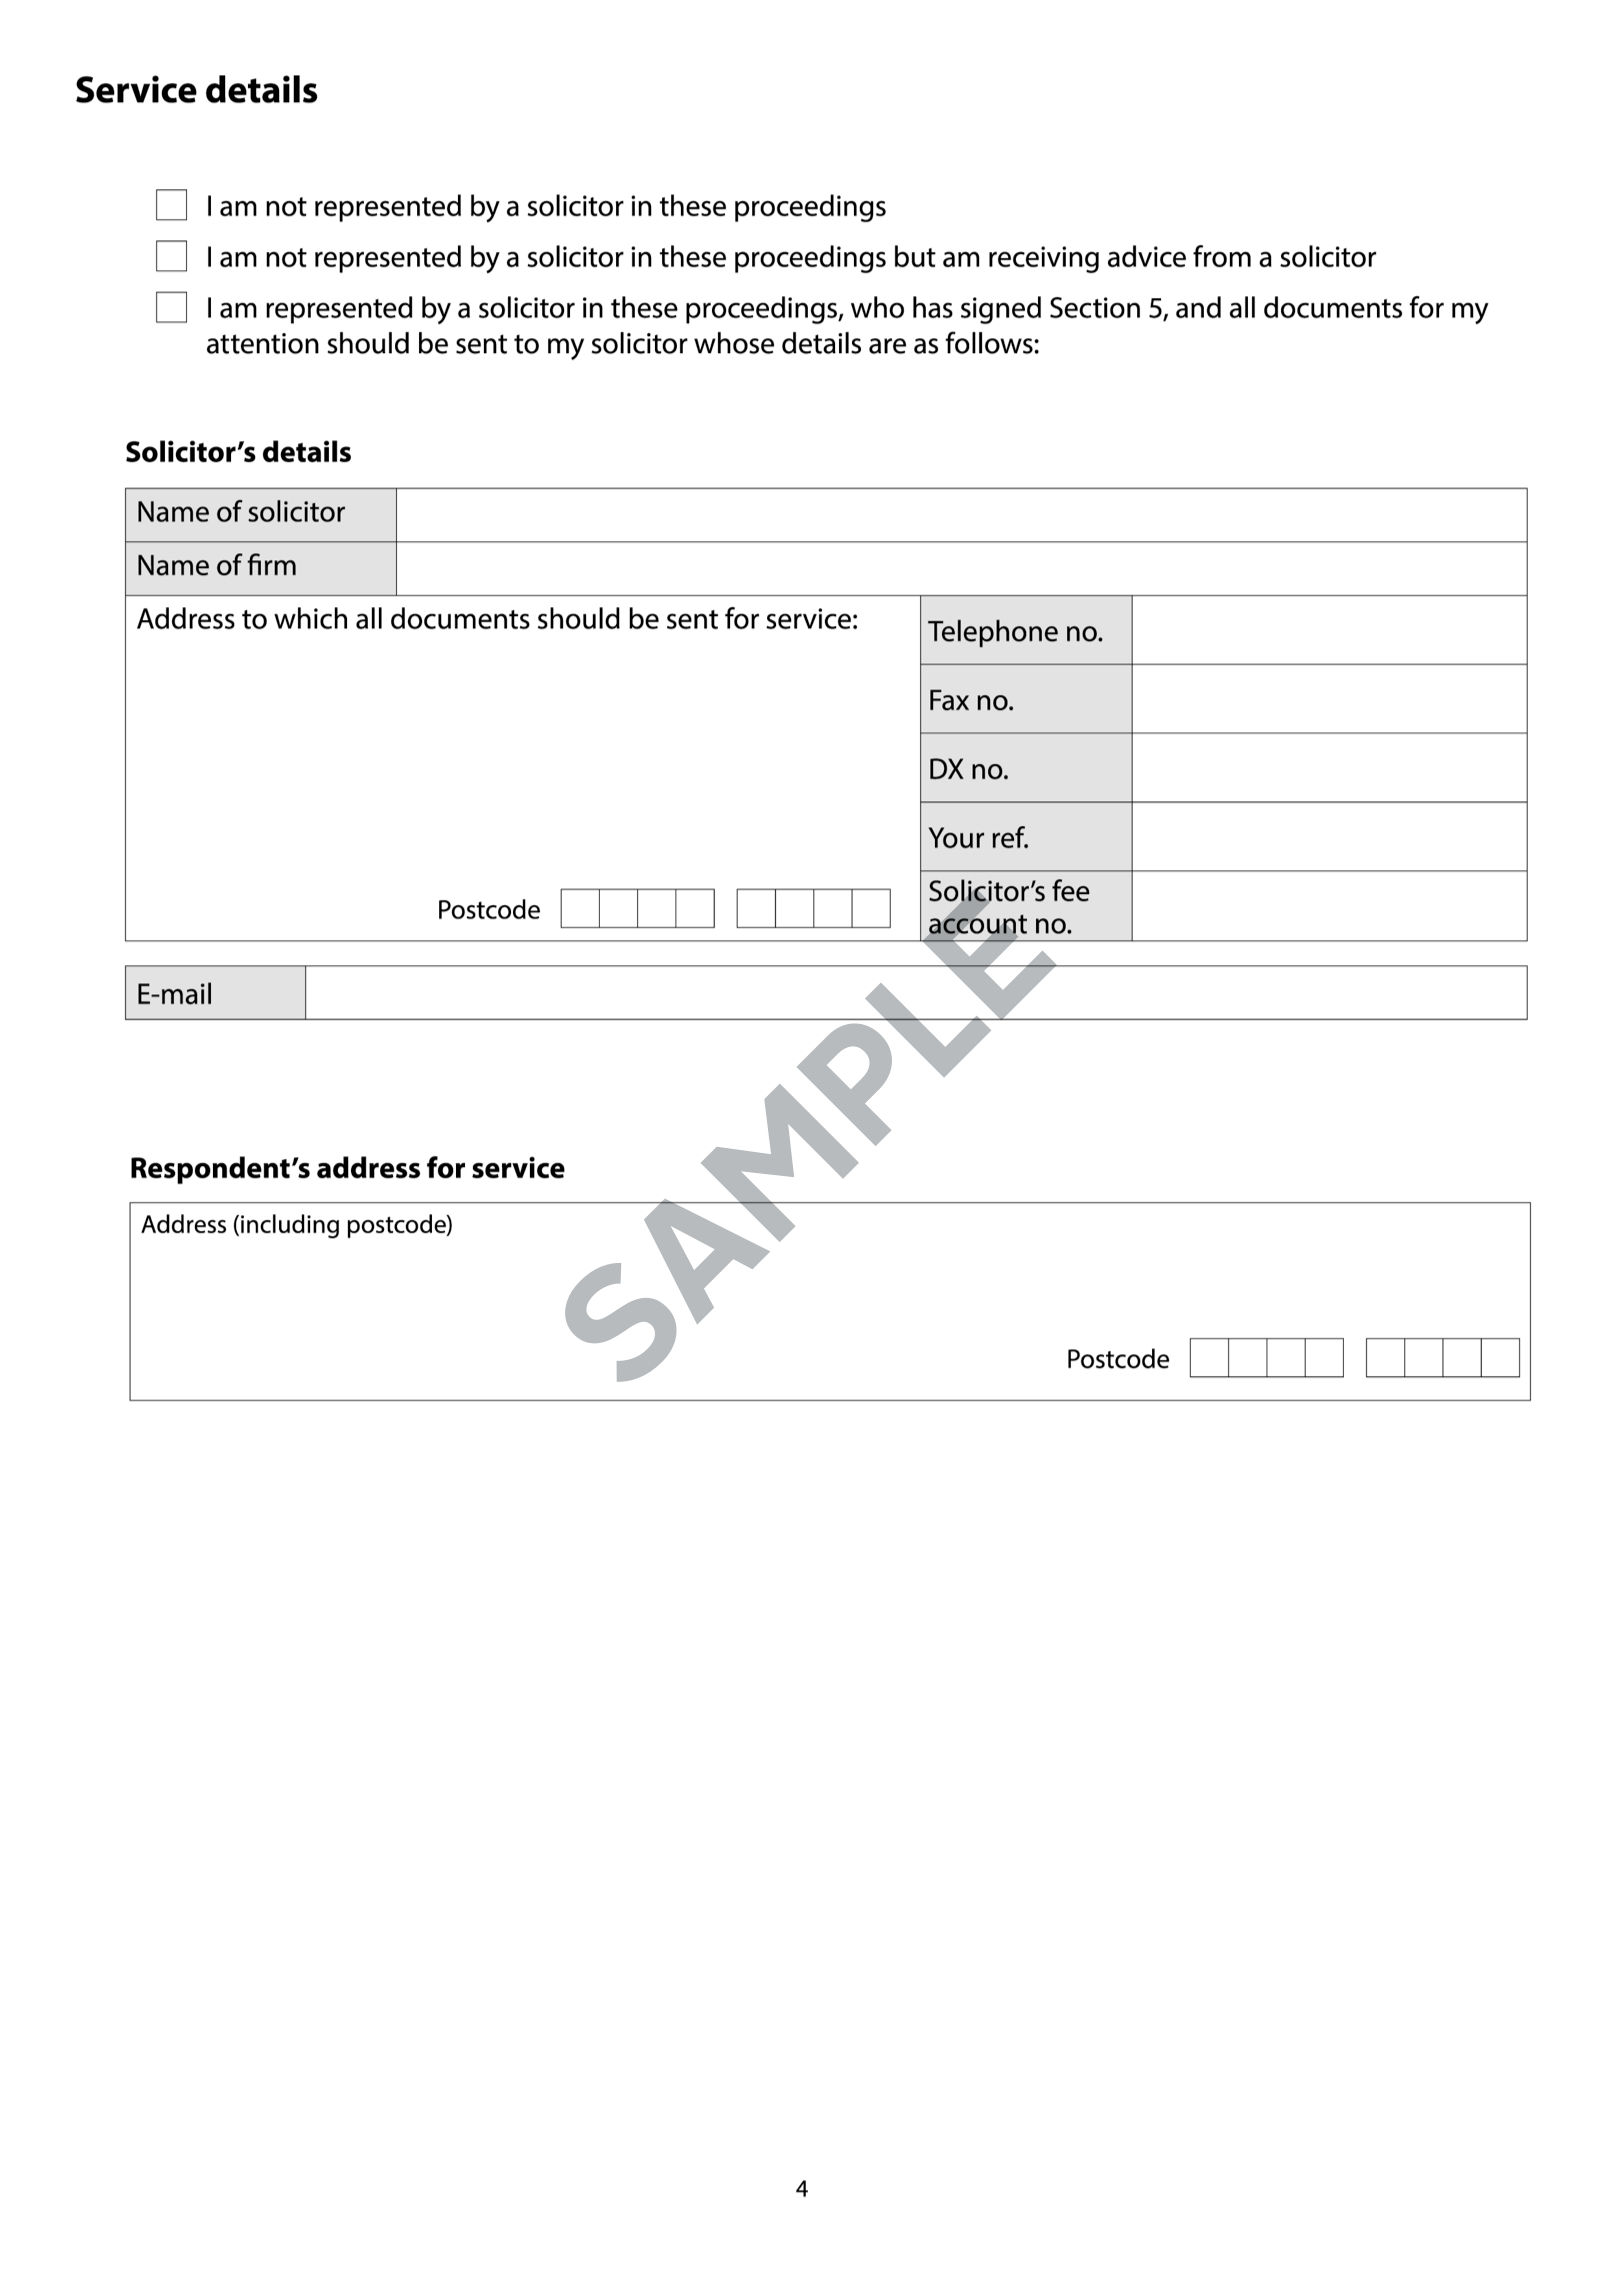 Service details
I am not represented by a solicitor in these proceedings
I am not represented by a solicitor in these proceedings but am receiving advice from a solicitor
I am represented by a solicitor in these proceedings, who has signed Section 5, and all documents for my
attention should be sent to my solicitor whose details are as follows:
Solicitor’s details
Name of solicitor
Name of firm
Address to which all documents should be sent for service:
Telephone no.
Fax no.
DX no.
Your ref.
Postcode
Solicitor’s fee
account no.
E-mail
SAMPLE
Respondent’s address for service
Address (including postcode)
Postcode
4